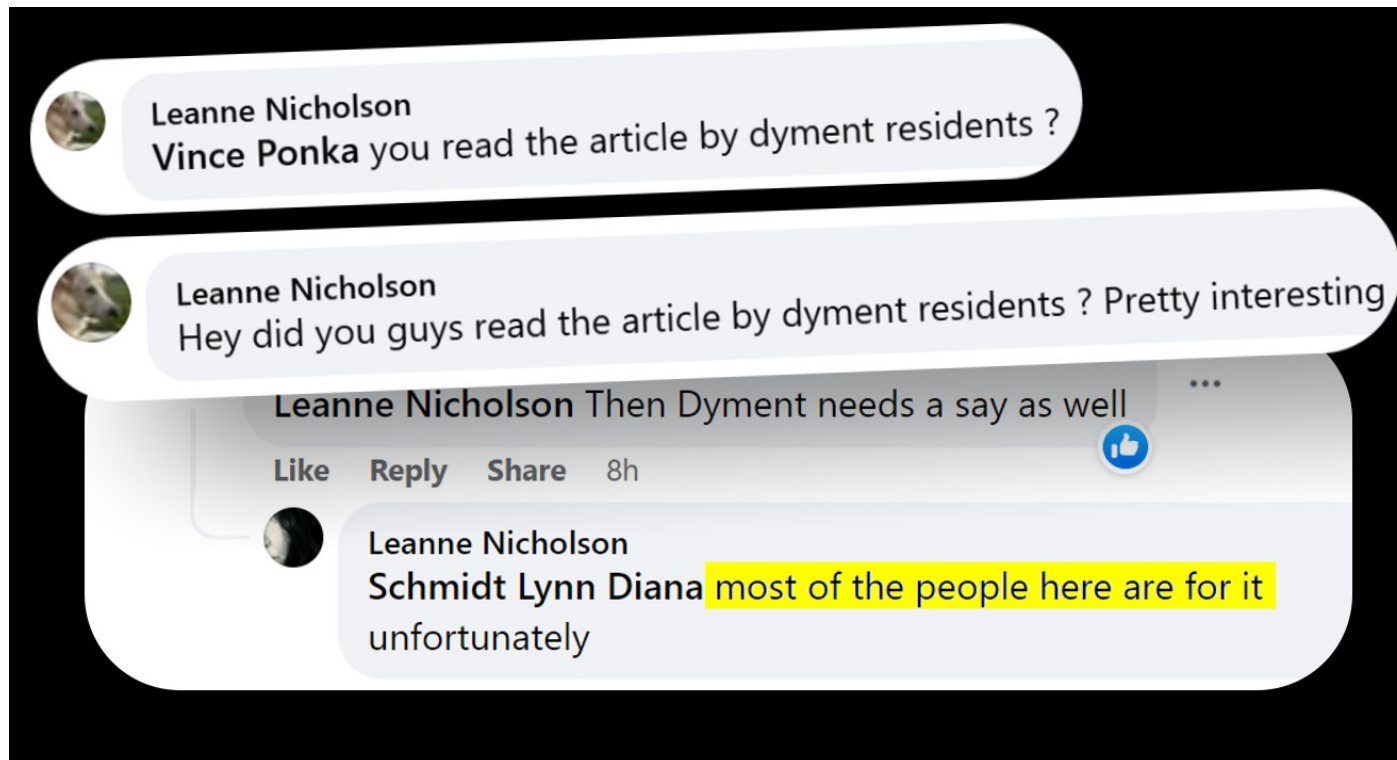 Leanne Nicholson
Vince Ponka you read the article by dyment residents ?
Leanne Nicholson
Hey did you guys read the article by dyment residents ? Pretty interesting
Leanne Nicholson Then Dyment needs a say as well
Like Reply Share 8h
Leanne Nicholson
Schmidt Lynn Diana most of the people here are for it
unfortunately